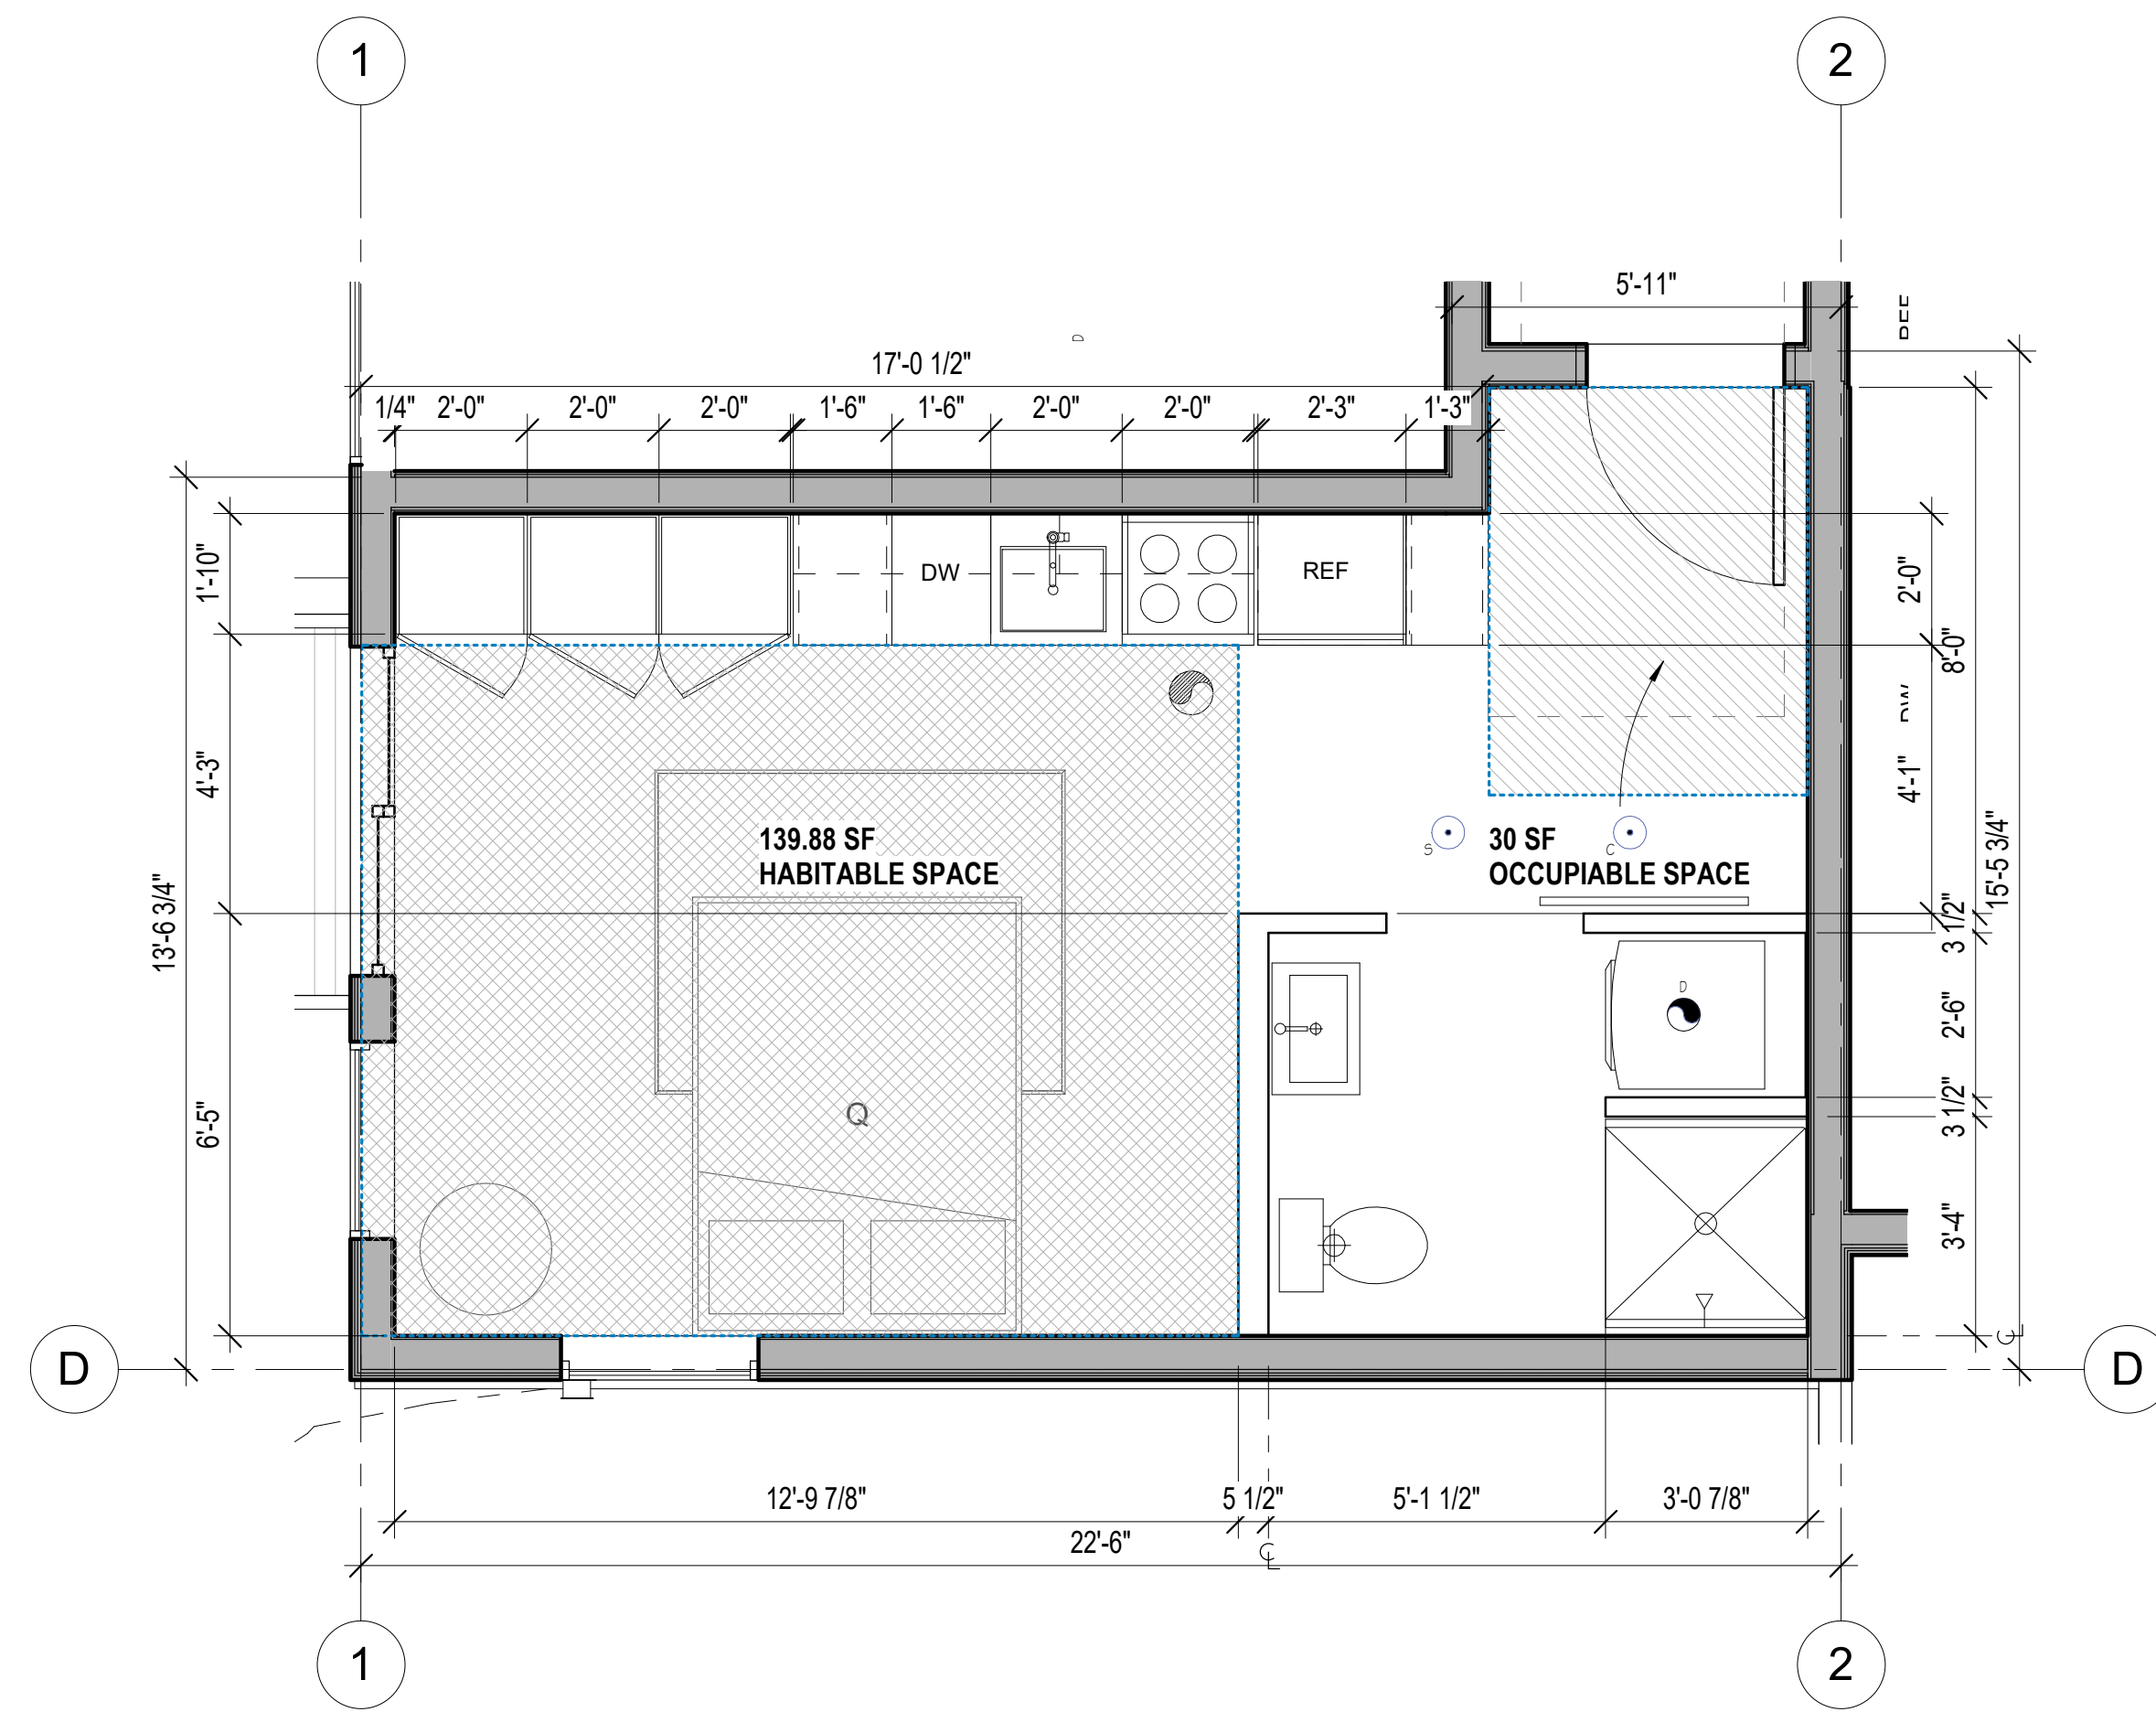 1
2
5'-11"
17'-0 1/2"
1/4"
2'-0"
2'-0"
2'-0"
1'-6"
1'-6"
2'-0"
2'-0"
2'-3"
1'-3"
DW
REF
1'-10"
2'-0"
8'-0"
4'-3"
4'-1"
139.88 SF
HABITABLE SPACE
S
C
30 SF
OCCUPIABLE SPACE
15'-5 3/4"
13'-6 3/4"
3 1/2"
D
2'-6"
Q
6'-5"
3 1/2"
3'-4"
D
D
12'-9 7/8"
5 1/2"
5'-1 1/2"
3'-0 7/8"
22'-6"
1
2